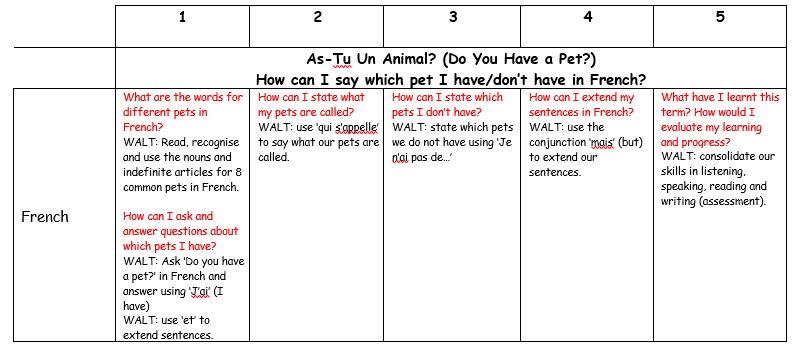 1
2
3
4
5
As-Tu Un Animal? (Do You Have a Pet?)
How can I say which pet I have/don't have in French?
French
What are the words for
different pets in
French?
WALT: Read, recognise
and use the nouns and
indefinite articles for 8
common pets in French.
How can I ask and
answer questions about
which pets I have?
WALT: Ask 'Do you have
a pet?' in French and
answer using 'J'ai' (I
have)
WALT: use 'et' to
extend sentences.
How can I state what
my pets are called?
WALT: use 'qui s'appelle'
to say what our pets are
called.
How can I state which
pets I don't have?
WALT: state which pets
we do not have using 'Je
n'ai pas de…'
How can I extend my
sentences in French?
WALT: use the
conjunction 'mais' (but)
to extend our
sentences.
What have I learnt this
term? How would I
evaluate my learning
and progress?
WALT: consolidate our
skills in listening,
speaking, reading and
writing (assessment).